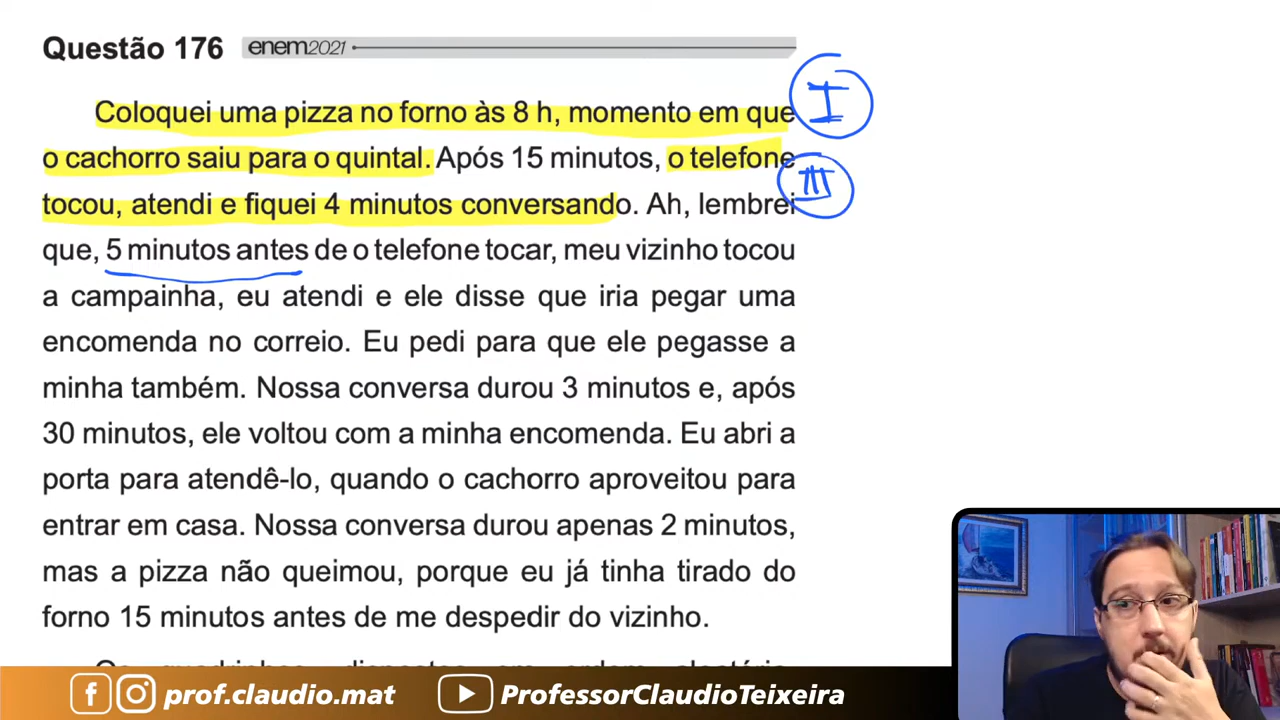 Questão 176 enem2021
Coloquei uma pizza no forno às 8 h, momento em que I
o cachorro saiu para o quintal. Após 15 minutos, o telefone III
tocou, atendi e fiquei 4 minutos conversando. Ah, lembrei
que, 5 minutos antes de o telefone tocar, meu vizinho tocou
a campainha, eu atendi e ele disse que iria pegar uma
encomenda no correio. Eu pedi para que ele pegasse a
minha também. Nossa conversa durou 3 minutos e, após
30 minutos, ele voltou com a minha encomenda. Eu abri a
porta para atendê-lo, quando o cachorro aproveitou para
entrar em casa. Nossa conversa durou apenas 2 minutos,
mas a pizza não queimou, porque eu já tinha tirado do
forno 15 minutos antes de me despedir do vizinho.
prof.claudio.mat ProfessorClaudioTeixeira